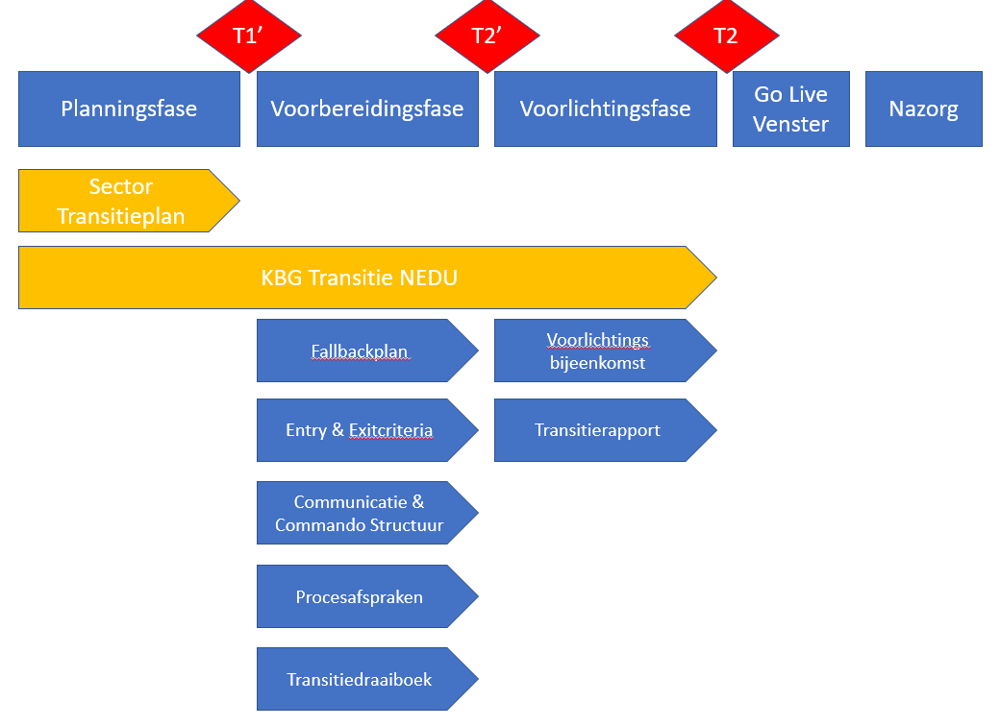 T1’
T2’
T2
Planningsfase
Voorbereidingsfase
Voorlichtingsfase
Go Live
Venster
Nazorg
Sector
Transitieplan
KBG Transitie NEDU
Fallbackplan
Voorlichtings
bijeenkomst
Entry & Exitcriteria
Transitierapport
Communicatie &
Commando Structuur
Procesafspraken
Transitiedraaiboek